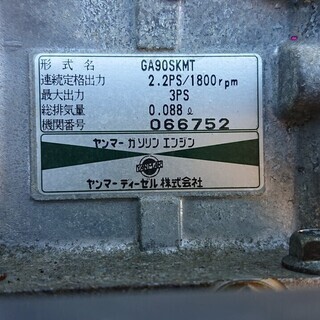 形式名 GA90SKMT
連続定格出力 2.2PS/1800rpm
最大出力 3PS
総排気量 0.088ℓ
機関番号 066752
ヤンマー ガソリン エンジン
YANMAR
ヤンマーディーゼル株式会社